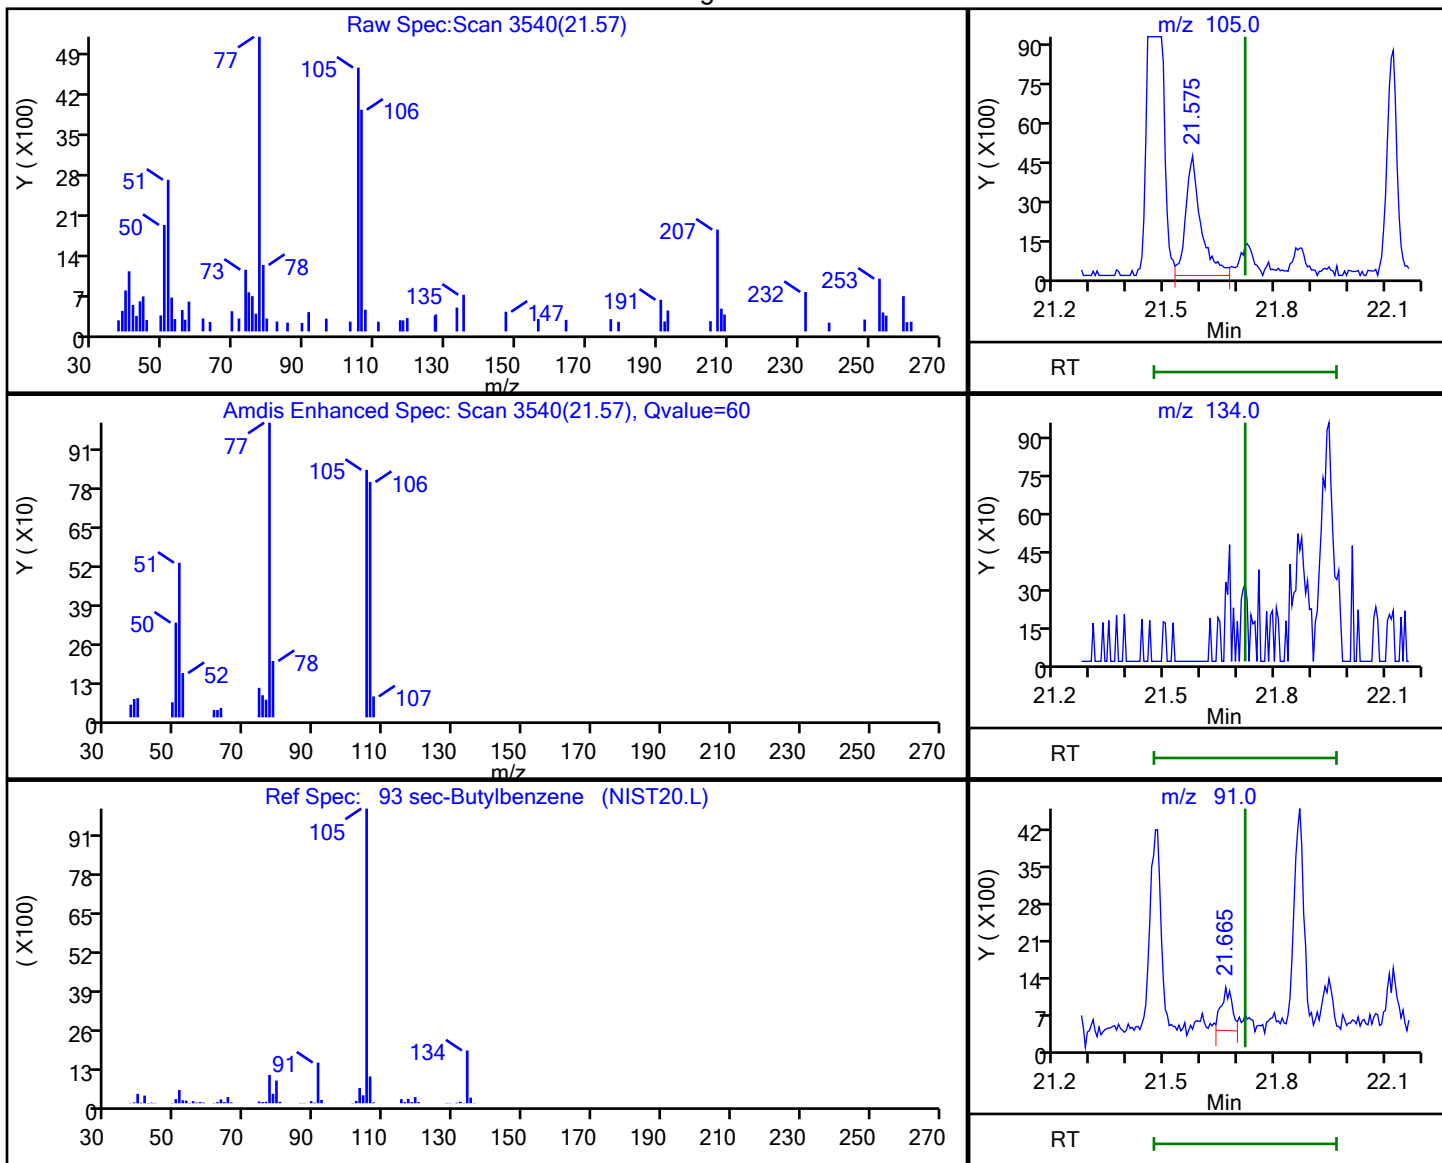 Raw Spec:Scan 3540(21.57)
Y ( X100)
49
42
35
28
21
14
7
0
77
105
106
51
50
73
78
135
147
191
207
232
253
30 50 70 90 110 130 150 170 190 210 230 250 270
m/z
m/z 105.0
Y ( X100)
90
75
60
45
30
15
0
21.575
21.2 21.5 21.8 22.1
Min
RT
Amdis Enhanced Spec: Scan 3540(21.57), Qvalue=60
Y ( X10)
91
78
65
52
39
26
13
0
77
105
106
51
50
52
78
107
30 50 70 90 110 130 150 170 190 210 230 250 270
m/z
m/z 134.0
Y ( X10)
90
75
60
45
30
15
0
21.2 21.5 21.8 22.1
Min
RT
Ref Spec: 93 sec-Butylbenzene (NIST20.L)
( X100)
91
78
65
52
39
26
13
0
105
91
134
30 50 70 90 110 130 150 170 190 210 230 250 270
m/z 91.0
Y ( X100)
42
35
28
21
14
7
0
21.665
21.2 21.5 21.8 22.1
Min
RT